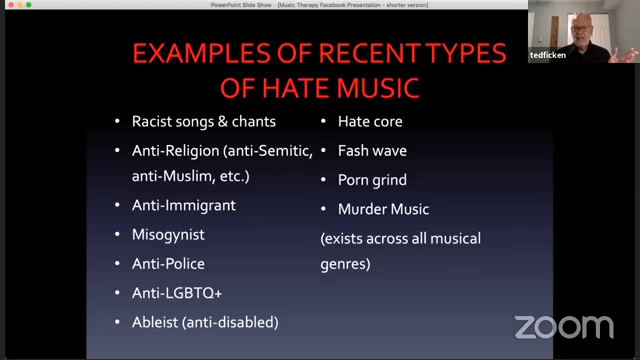 PowerPoint Slide Show - [Music Therapy Facebook Presentation - shorter version]
tedficken
EXAMPLES OF RECENT TYPES
OF HATE MUSIC
• Racist songs & chants
• Anti-Religion (anti-Semitic,
anti-Muslim, etc.)
• Anti-Immigrant
• Misogynist
• Anti-Police
• Anti-LGBTQ+
• Ableist (anti-disabled)
• Hate core
• Fash wave
• Porn grind
• Murder Music
(exists across all musical
genres)
zoom